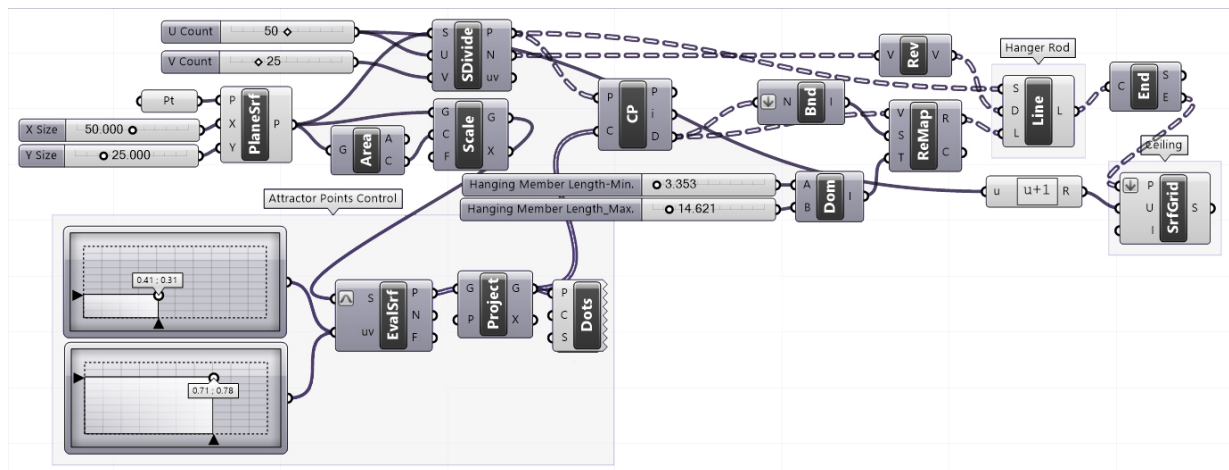 U Count
50
V Count
25
S
U
V
SDivide
P
N
uv
V
Rev
V
Hanger Rod
S
D
L
Line
L
C
End
S
E
Pt
X Size
50.000
Y Size
25.000
P
X
Y
PlaneSrf
P
G
Area
A
C
G
C
F
Scale
G
X
P
C
CP
P
i
D
N
Bnd
I
V
S
T
ReMap
R
C
Ceiling
Hanging Member Length-Min.
3.353
Hanging Member Length_Max.
14.621
A
B
Dom
I
u
u+1
R
P
U
I
SrfGrid
S
Attractor Points Control
0.41 ; 0.31
0.71 ; 0.78
S
uv
EvalSrf
P
N
F
G
P
Project
G
X
P
C
S
Dots